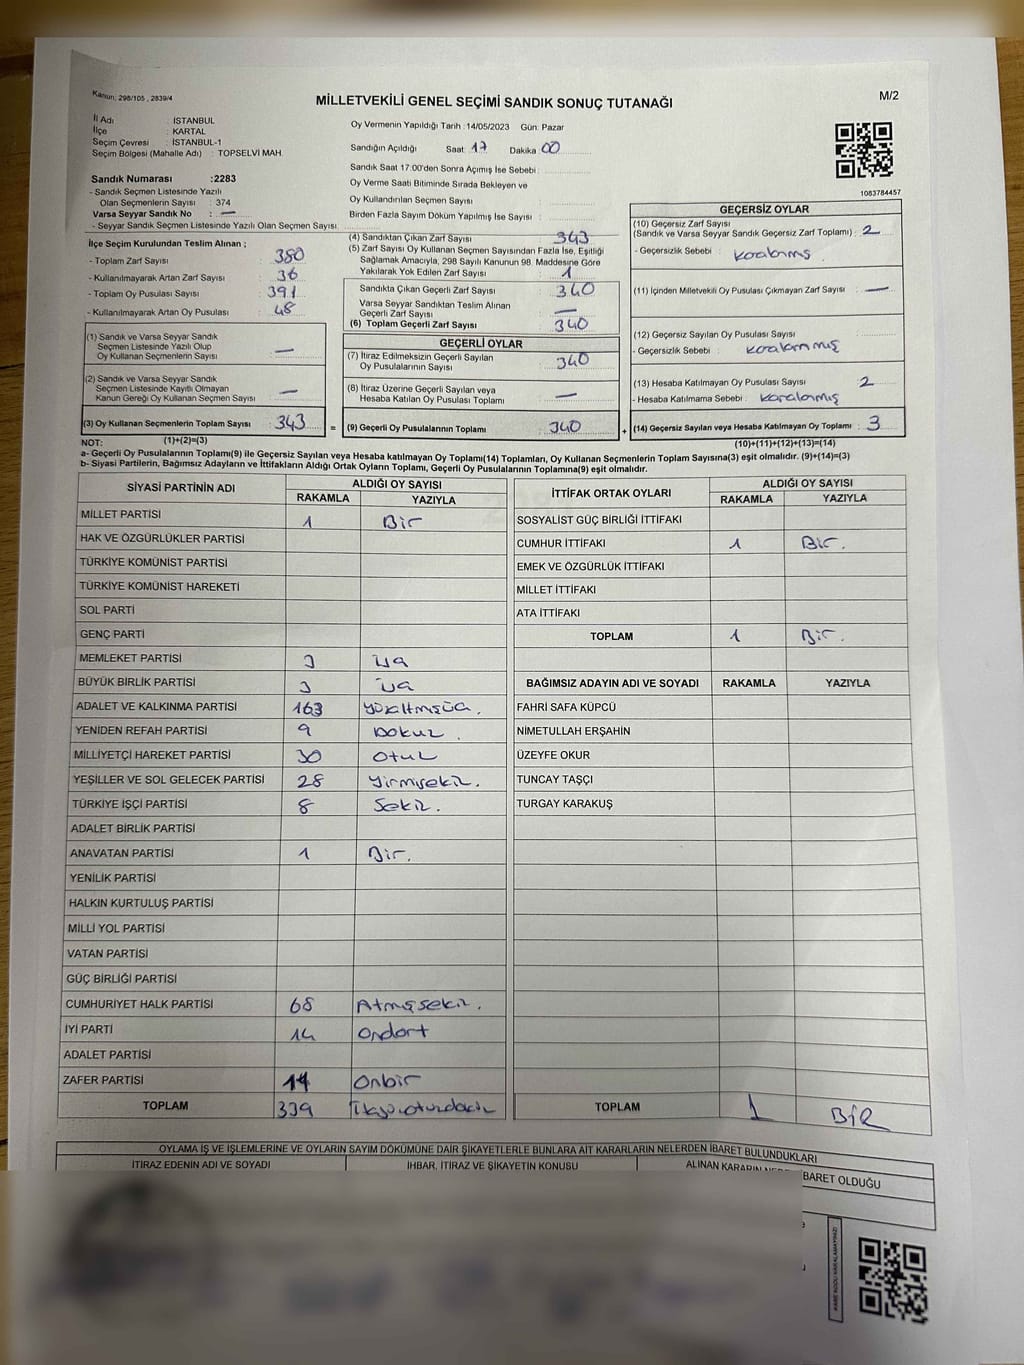 Kanun; 298/105 , 2839/4
MİLLETVEKİLİ GENEL SEÇİMİ SANDIK SONUÇ TUTANAĞI
M/2
İl Adı : İSTANBUL
İlçe : KARTAL
Seçim Çevresi : İSTANBUL-1
Seçim Bölgesi (Mahalle Adı) : TOPSELVİ MAH.
Sandık Numarası :2283
- Sandık Seçmen Listesinde Yazılı
Olan Seçmenlerin Sayısı : 374
Varsa Seyyar Sandık No : —
- Seyyar Sandık Seçmen Listesinde Yazılı Olan Seçmen Sayısı
Oy Vermenin Yapıldığı Tarih :14/05/2023 Gün: Pazar
Sandığın Açıldığı Saat 17 Dakika 00
Sandık Saat 17:00'den Sonra Açımış İse Sebebi :
Oy Verme Saati Bitiminde Sırada Bekleyen ve
Oy Kullandırılan Seçmen Sayısı
Birden Fazla Sayım Döküm Yapılmış İse Sayısı :
1083784457
İlçe Seçim Kurulundan Teslim Alınan ;
- Toplam Zarf Sayısı : 380
- Kullanılmayarak Artan Zarf Sayısı : 36
- Toplam Oy Pusulası Sayısı : 391
- Kullanılmayarak Artan Oy Pusulası : 48
(1) Sandık ve Varsa Seyyar Sandık
Seçmen Listesinde Yazılı Olup
Oy Kullanan Seçmenlerin Sayısı : —
(2) Sandık ve Varsa Seyyar Sandık
Seçmen Listesinde Kayıtlı Olmayan
Kanun Gereği Oy Kullanan Seçmen Sayısı : —
(3) Oy Kullanan Seçmenlerin Toplam Sayısı : 343 =
(4) Sandıktan Çıkan Zarf Sayısı : 343
(5) Zarf Sayısı Oy Kullanan Seçmen Sayısından Fazla İse, Eşitliği
Sağlamak Amacıyla, 298 Sayılı Kanunun 98. Maddesine Göre
Yakılarak Yok Edilen Zarf Sayısı : 1
Sandıkta Çıkan Geçerli Zarf Sayısı : 340
Varsa Seyyar Sandıktan Teslim Alınan
Geçerli Zarf Sayısı : —
(6) Toplam Geçerli Zarf Sayısı : 340
GEÇERLİ OYLAR
(7) İtiraz Edilmeksizin Geçerli Sayılan
Oy Pusulalarının Sayısı : 340
(8) İtiraz Üzerine Geçerli Sayılan veya
Hesaba Katılan Oy Pusulası Toplamı : —
(9) Geçerli Oy Pusulalarının Toplamı : 340 +
GEÇERSİZ OYLAR
(10) Geçersiz Zarf Sayısı
(Sandık ve Varsa Seyyar Sandık Geçersiz Zarf Toplamı) : 2
- Geçersizlik Sebebi : karalanmış
(11) İçinden Milletvekili Oy Pusulası Çıkmayan Zarf Sayısı : —
(12) Geçersiz Sayılan Oy Pusulası Sayısı :
- Geçersizlik Sebebi : karalanmış
(13) Hesaba Katılmayan Oy Pusulası Sayısı : 2
- Hesaba Katılmama Sebebi : karalanmış
(14) Geçersiz Sayılan veya Hesaba Katılmayan Oy Toplamı : 3
NOT: (1)+(2)=(3) (10)+(11)+(12)+(13)=(14)
a- Geçerli Oy Pusulaları Toplamı(9) ile Geçersiz Sayılan veya Hesaba katılmayan Oy Toplamı(14) Toplamları, Oy Kullanan Seçmenlerin Toplam Sayısına(3) eşit olmalıdır. (9)+(14)=(3)
b- Siyasi Partilerin, Bağımsız Adayların ve İttifakların Aldığı Ortak Oyların Toplamı, Geçerli Oy Pusulalarının Toplamına(9) eşit olmalıdır.
SİYASİ PARTİNİN ADI ALDIĞI OY SAYISI
RAKAMLA YAZIYLA
MİLLET PARTİSİ 1 Bir
HAK VE ÖZGÜRLÜKLER PARTİSİ
TÜRKİYE KOMÜNİST PARTİSİ
TÜRKİYE KOMÜNİST HAREKETİ
SOL PARTİ
GENÇ PARTİ
MEMLEKET PARTİSİ 3 üç
BÜYÜK BİRLİK PARTİSİ 3 üç
ADALET VE KALKINMA PARTİSİ 163 yüzaltmışüç.
YENİDEN REFAH PARTİSİ 9 Dokuz.
MİLLİYETÇİ HAREKET PARTİSİ 30 Otuz
YEŞİLLER VE SOL GELECEK PARTİSİ 28 yirmisekiz.
TÜRKİYE İŞÇİ PARTİSİ 8 Sekiz.
ADALET BİRLİK PARTİSİ
ANAVATAN PARTİSİ 1 Bir.
YENİLİK PARTİSİ
HALKIN KURTULUŞ PARTİSİ
MİLLİ YOL PARTİSİ
VATAN PARTİSİ
GÜÇ BİRLİĞİ PARTİSİ
CUMHURİYET HALK PARTİSİ 68 Atmışsekiz.
İYİ PARTİ 14 Ondört
ADALET PARTİSİ
ZAFER PARTİSİ 11 Onbir
TOPLAM 339
İTTİFAK ORTAK OYLARI ALDIĞI OY SAYISI
RAKAMLA YAZIYLA
SOSYALİST GÜÇ BİRLİĞİ İTTİFAKI
CUMHUR İTTİFAKI 1 Bir.
EMEK VE ÖZGÜRLÜK İTTİFAKI
MİLLET İTTİFAKI
ATA İTTİFAKI
TOPLAM 1 Bir.
BAĞIMSIZ ADAYIN ADI VE SOYADI RAKAMLA YAZIYLA
FAHRİ SAFA KÜPCÜ
NİMETULLAH ERŞAHİN
ÜZEYFE OKUR
TUNCAY TAŞÇI
TURGAY KARAKUŞ
TOPLAM 1 BİR
OYLAMA İŞ VE İŞLEMLERİNE VE OYLARIN SAYIM DÖKÜMÜNE DAİR ŞİKAYETLERLE BUNLARA AİT KARARLARIN NELERDEN İBARET BULUNDUKLARI
İTİRAZ EDENİN ADI VE SOYADI İHBAR, İTİRAZ VE ŞİKAYETİN KONUSU ALINAN KARARIN İBARET OLDUĞU